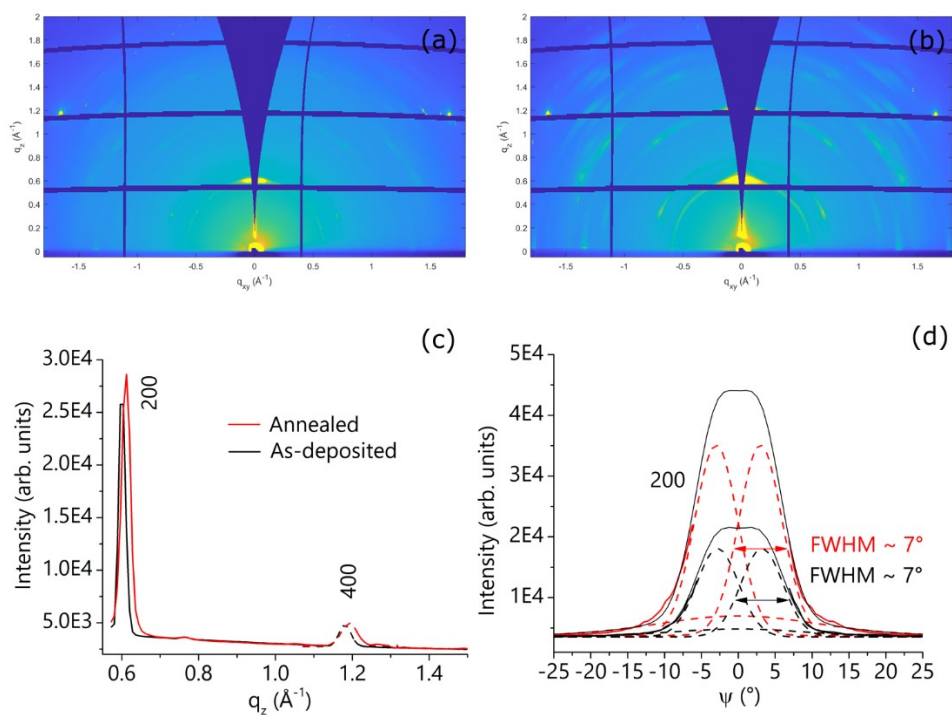 (a)
2
1.8
1.6
1.4
1.2
1
0.8
0.6
0.4
0.2
0
q_z (Å⁻¹)
-1.5 -1 -0.5 0 0.5 1 1.5
q_xy (Å⁻¹)
(b)
2
1.8
1.6
1.4
1.2
1
0.8
0.6
0.4
0.2
0
q_z (Å⁻¹)
-1.5 -1 -0.5 0 0.5 1 1.5
q_xy (Å⁻¹)
(c)
3.0E4
2.5E4
2.0E4
1.5E4
1.0E4
5.0E3
Intensity (arb. units)
200
Annealed
As-deposited
400
0.6 0.8 1.0 1.2 1.4
q_z (Å⁻¹)
(d)
5E4
4E4
3E4
2E4
1E4
Intensity (arb. units)
200
FWHM ~ 7°
FWHM ~ 7°
-25 -20 -15 -10 -5 0 5 10 15 20 25
ψ (°)